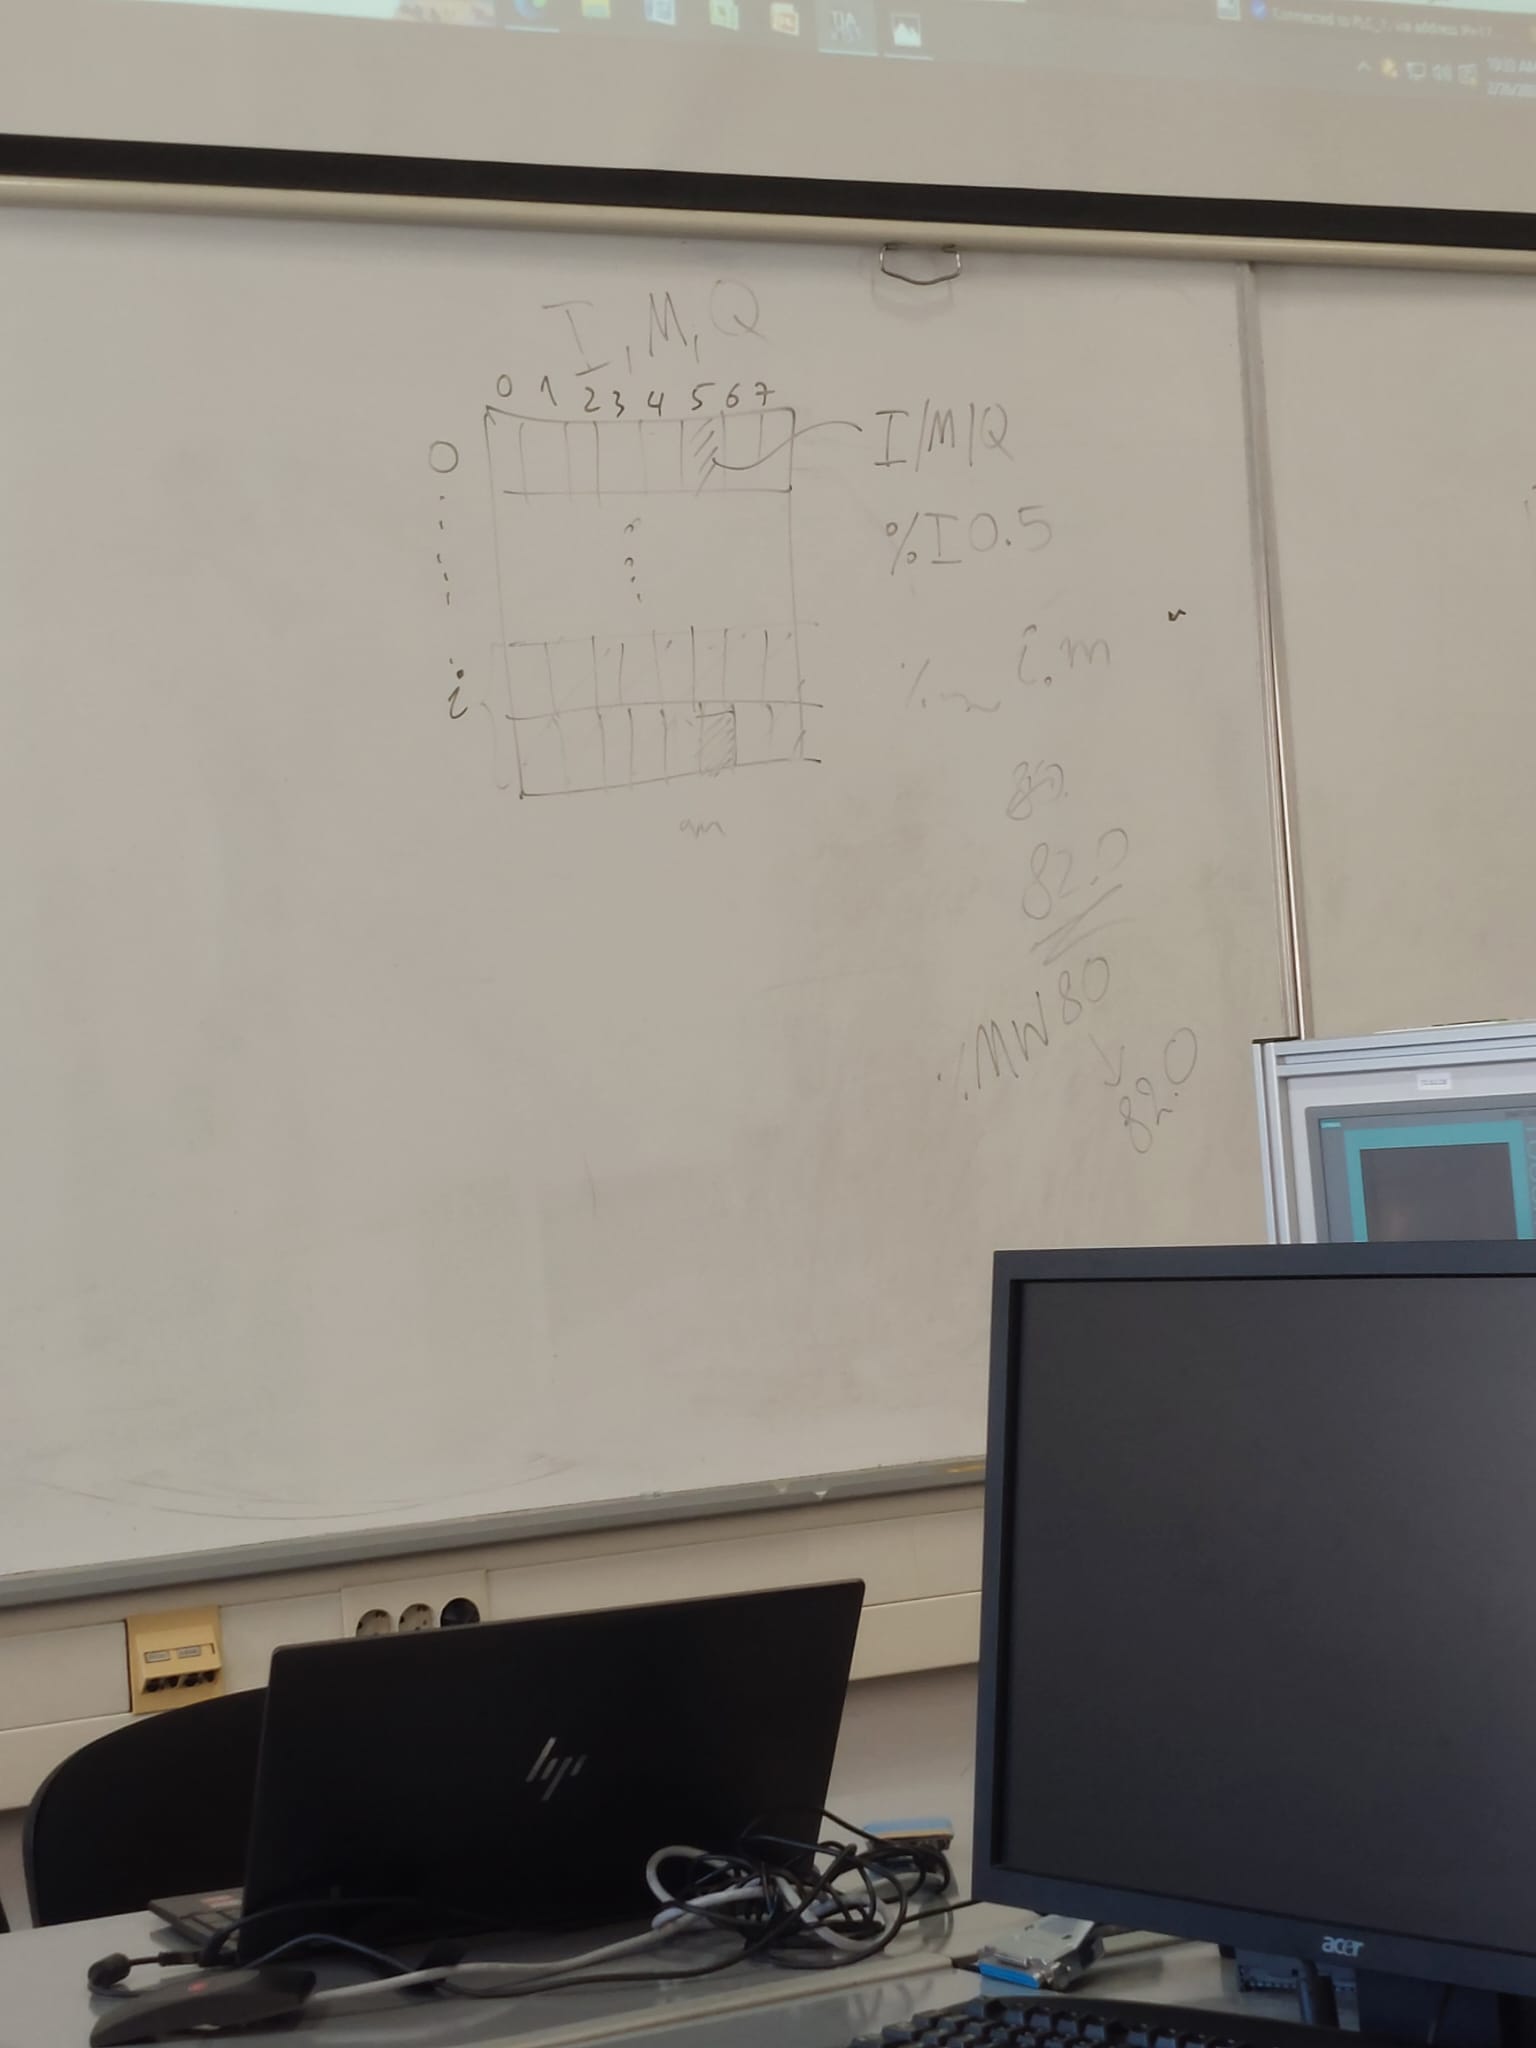 TIA
Connected to PLC_1, via address IP=17
I, M, Q
0 1 2 3 4 5 6 7
0
I/M/Q
%I0.5
i
i.m
82.0
%MW80
82.0
hp
acer